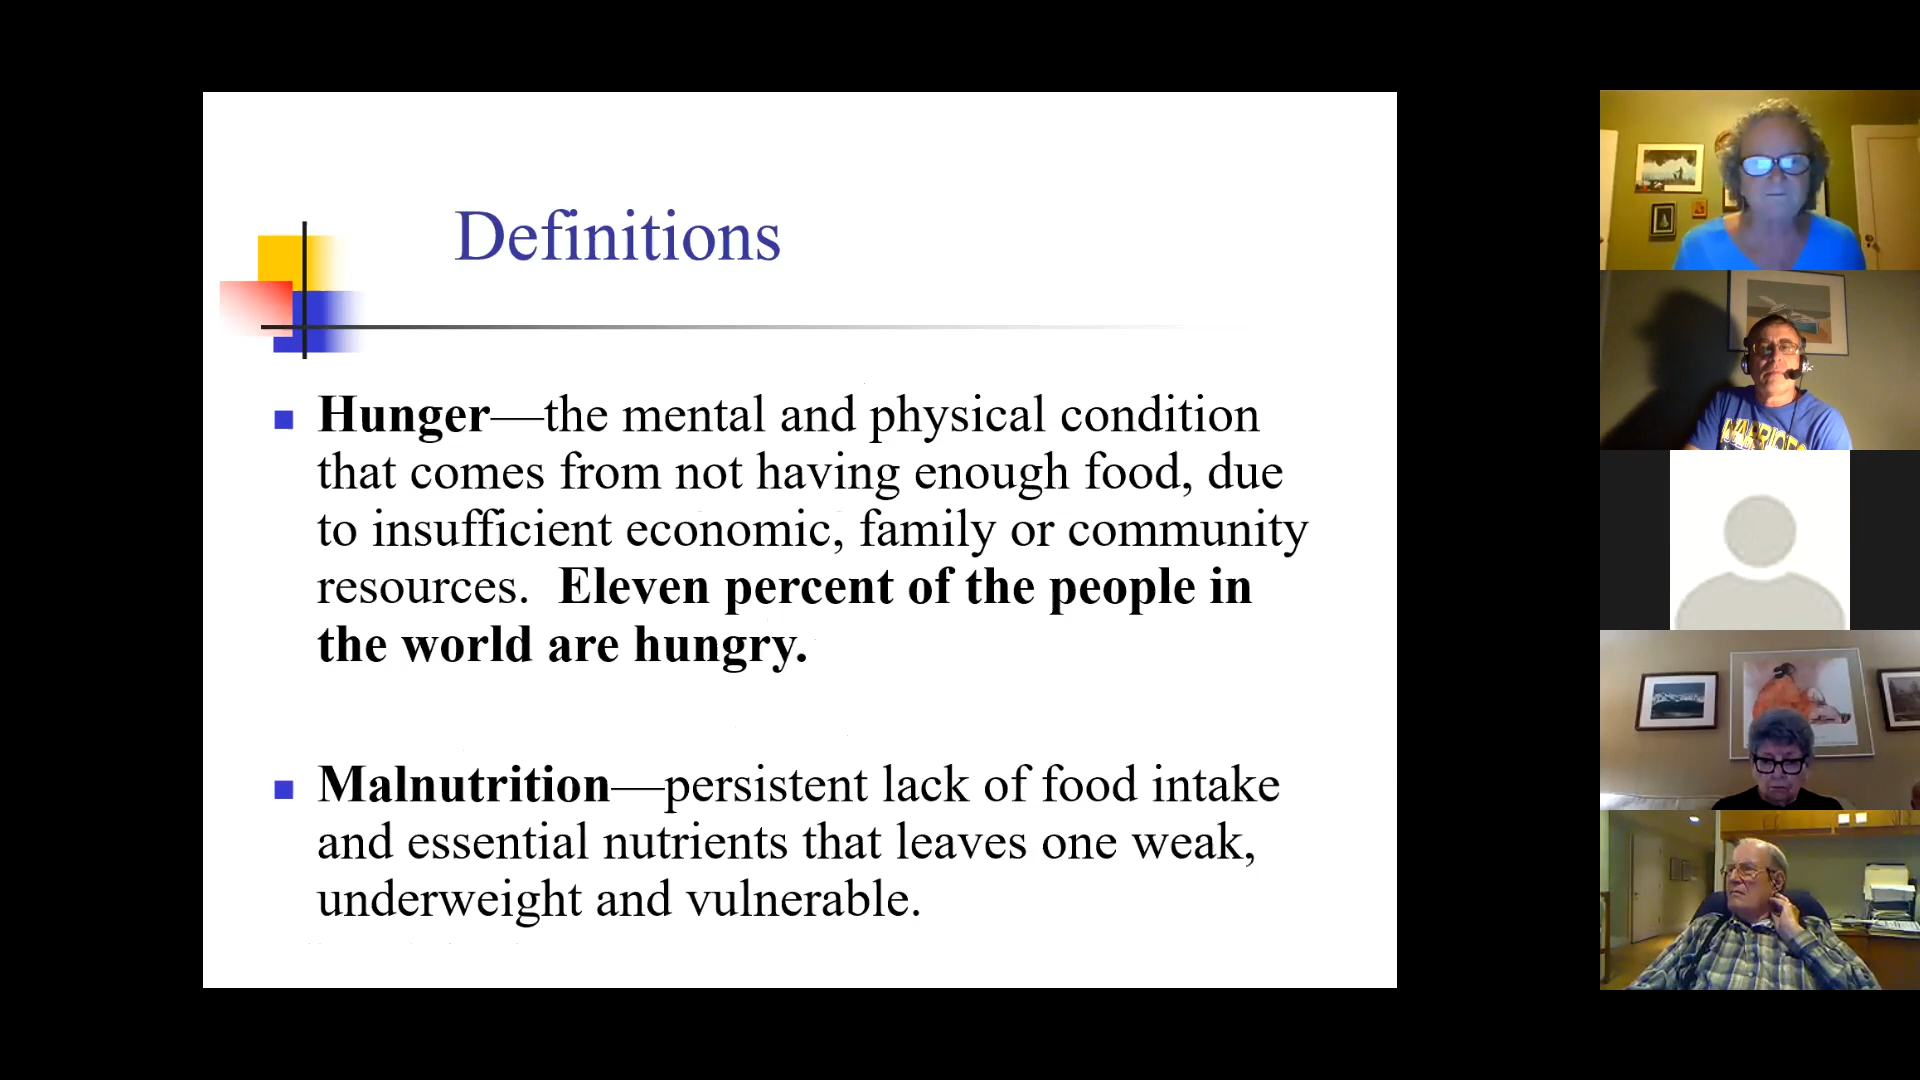 Definitions
Hunger—the mental and physical condition
that comes from not having enough food, due
to insufficient economic, family or community
resources.  Eleven percent of the people in
the world are hungry.
Malnutrition—persistent lack of food intake
and essential nutrients that leaves one weak,
underweight and vulnerable.
WARRIORS